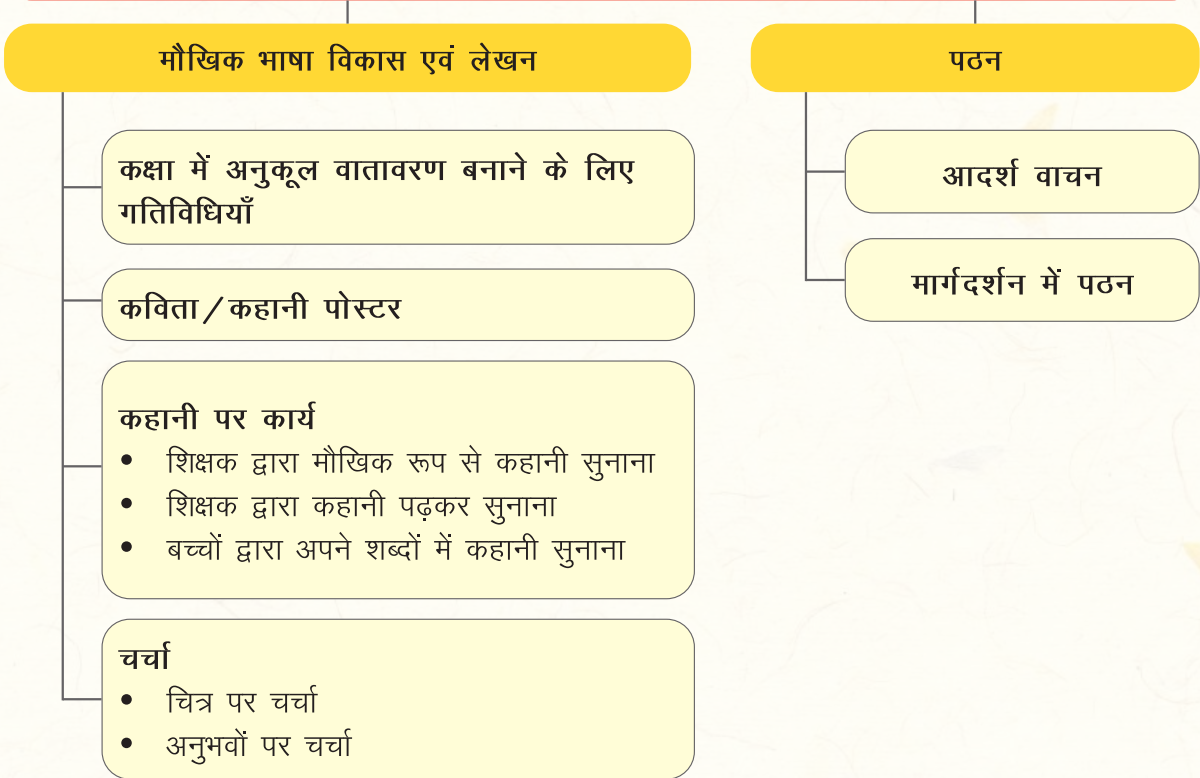 मौखिक भाषा विकास एवं लेखन
कक्षा में अनुकूल वातावरण बनाने के लिए
गतिविधियाँ
कविता/कहानी पोस्टर
कहानी पर कार्य
• शिक्षक द्वारा मौखिक रूप से कहानी सुनाना
• शिक्षक द्वारा कहानी पढ़कर सुनाना
• बच्चों द्वारा अपने शब्दों में कहानी सुनाना
चर्चा
• चित्र पर चर्चा
• अनुभवों पर चर्चा
पठन
आदर्श वाचन
मार्गदर्शन में पठन